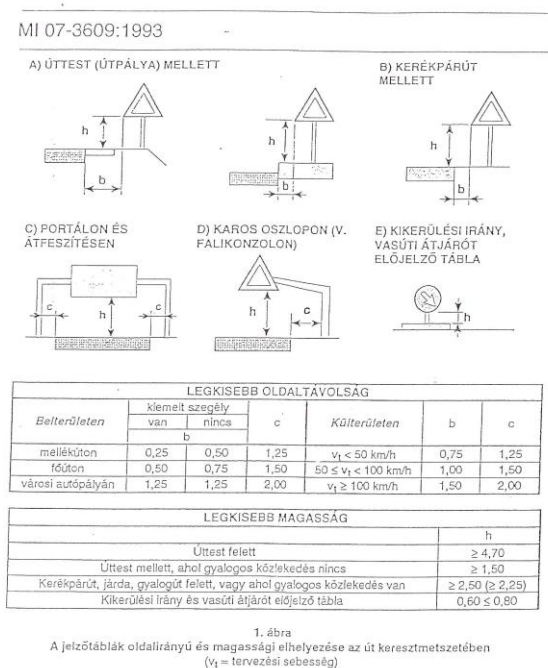 MI 07-3609:1993
A) ÚTTEST (ÚTPÁLYA) MELLETT
B) KERÉKPÁRÚT
MELLETT
h
b
h
b
h
b
C) PORTÁLON ÉS
ÁTFESZÍTÉSEN
D) KAROS OSZLOPON (V.
FALIKONZOLON)
E) KIKERÜLÉSI IRÁNY,
VASÚTI ÁTJÁRÓT
ELŐJELZŐ TÁBLA
c
h
c
h
c
h
LEGKISEBB OLDALTÁVOLSÁG
Belterületen kiemelt szegély c Külterületen b c
van nincs
b
mellékúton 0,25 0,50 1,25 vt < 50 km/h 0,75 1,25
főúton 0,50 0,75 1,50 50 ≤ vt < 100 km/h 1,00 1,50
városi autópályán 1,25 1,25 2,00 vt ≥ 100 km/h 1,50 2,00
LEGKISEBB MAGASSÁG
h
Úttest felett ≥ 4,70
Úttest mellett, ahol gyalogos közlekedés nincs ≥ 1,50
Kerékpárút, járda, gyalogút felett, vagy ahol gyalogos közlekedés van ≥ 2,50 (≥ 2,25)
Kikerülési irány és vasúti átjárót előjelző tábla 0,60 ≤ 0,80
1. ábra
A jelzőtáblák oldalirányú és magassági elhelyezése az út keresztmetszetében
(vt = tervezési sebesség)